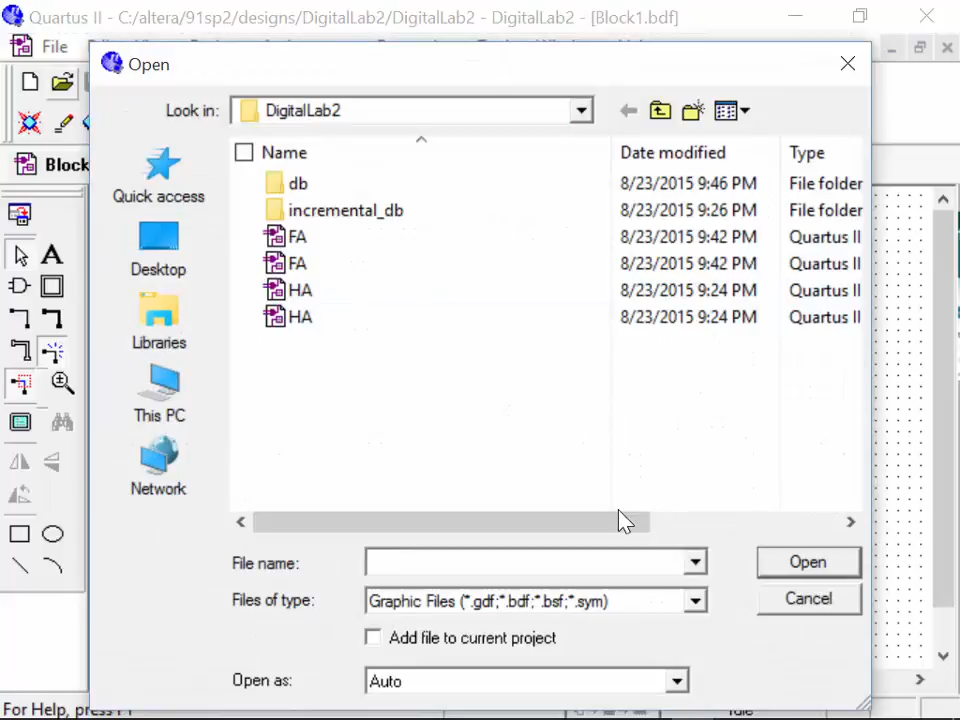 Quartus II - C:/altera/91sp2/designs/DigitalLab2/DigitalLab2 - DigitalLab2 - [Block1.bdf]
File
Open
Look in: DigitalLab2
Block
Name Date modified Type
Quick access
Desktop
Libraries
This PC
Network
db 8/23/2015 9:46 PM File folder
incremental_db 8/23/2015 9:26 PM File folder
FA 8/23/2015 9:42 PM Quartus II
FA 8/23/2015 9:42 PM Quartus II
HA 8/23/2015 9:24 PM Quartus II
HA 8/23/2015 9:24 PM Quartus II
File name: Open
Files of type: Graphic Files (*.gdf;*.bdf;*.bsf;*.sym) Cancel
Add file to current project
Open as: Auto
For Help, press F1
Idle